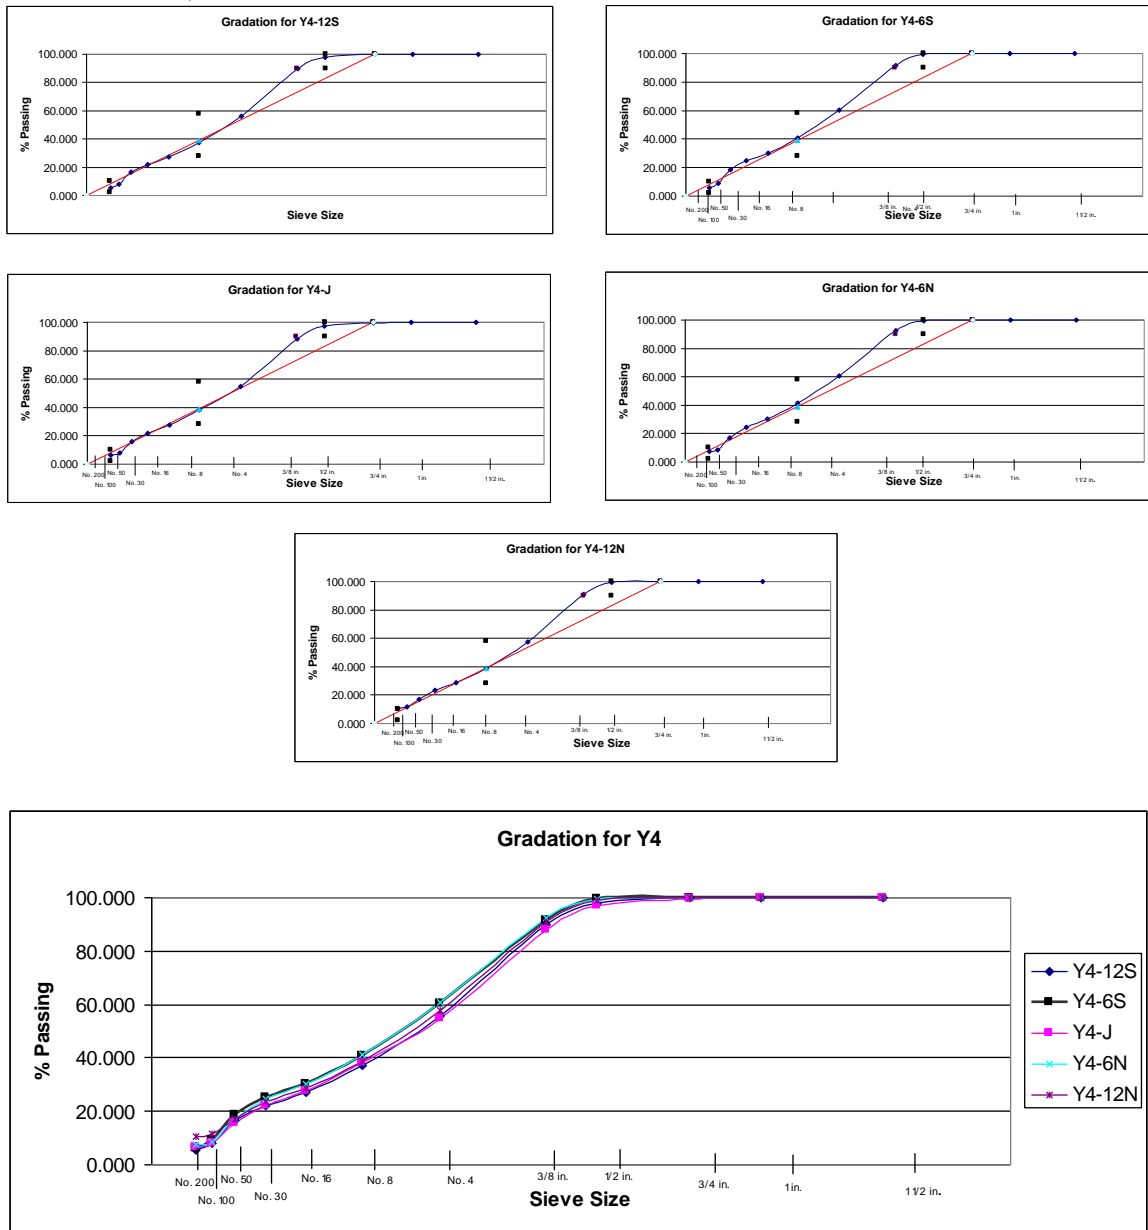 Gradation for Y4-12S
100.000
80.000
60.000
40.000
20.000
0.000
% Passing
Sieve Size
Gradation for Y4-6S
100.000
80.000
60.000
40.000
20.000
0.000
% Passing
No. 200
No. 100
No. 50
No. 30
No. 16
No. 8
3/8 in.
No. 4
1/2 in.
3/4 in.
1in.
11/2 in.
Sieve Size
Gradation for Y4-J
100.000
80.000
60.000
40.000
20.000
0.000
% Passing
No. 200
No. 100
No. 50
No. 30
No. 16
No. 8
No. 4
3/8 in.
1/2 in.
3/4 in.
1in.
11/2 in.
Sieve Size
Gradation for Y4-6N
100.000
80.000
60.000
40.000
20.000
0.000
% Passing
No. 200
No. 100
No. 50
No. 30
No. 16
No. 8
No. 4
3/8 in.
1/2 in.
3/4 in.
1in.
11/2 in.
Sieve Size
Gradation for Y4-12N
100.000
80.000
60.000
40.000
20.000
0.000
% Passing
No. 200
No. 100
No. 50
No. 30
No. 16
No. 8
No. 4
3/8 in.
1/2 in.
3/4 in.
1in.
11/2 in.
Sieve Size
Gradation for Y4
100.000
80.000
60.000
40.000
20.000
0.000
% Passing
No. 200
No. 100
No. 50
No. 30
No. 16
No. 8
No. 4
3/8 in.
1/2 in.
3/4 in.
1in.
11/2 in.
Sieve Size
Y4-12S
Y4-6S
Y4-J
Y4-6N
Y4-12N